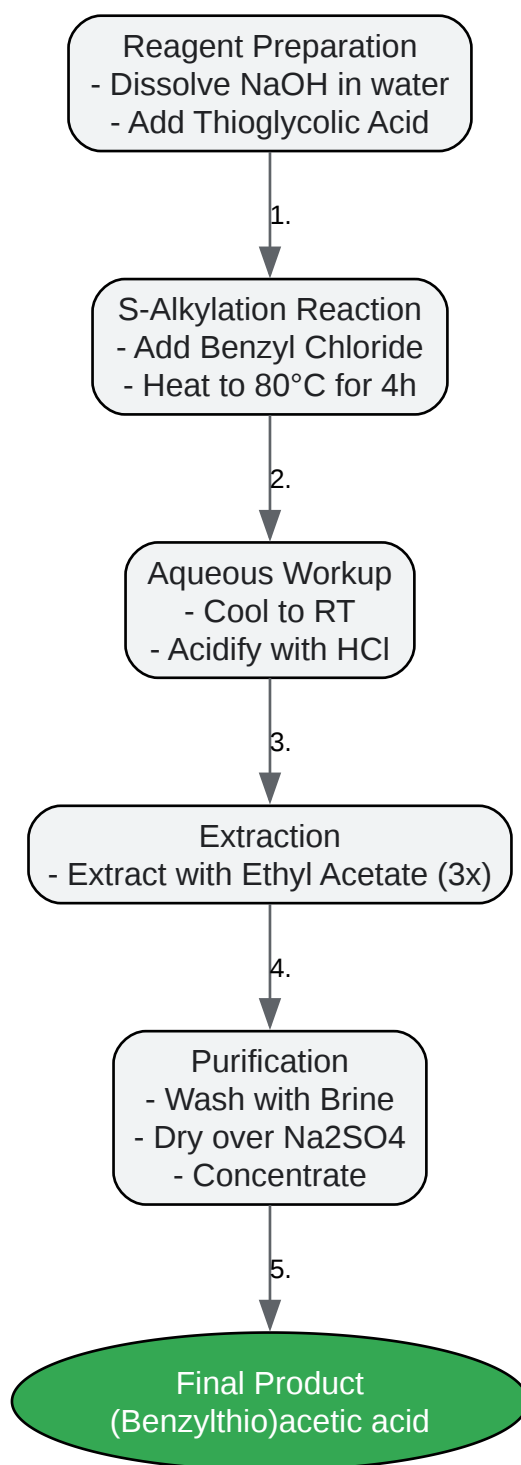 Reagent Preparation
- Dissolve NaOH in water
- Add Thioglycolic Acid
1.
S-Alkylation Reaction
- Add Benzyl Chloride
- Heat to 80°C for 4h
2.
Aqueous Workup
- Cool to RT
- Acidify with HCl
3.
Extraction
- Extract with Ethyl Acetate (3x)
4.
Purification
- Wash with Brine
- Dry over Na2SO4
- Concentrate
5.
Final Product
(Benzylthio)acetic acid